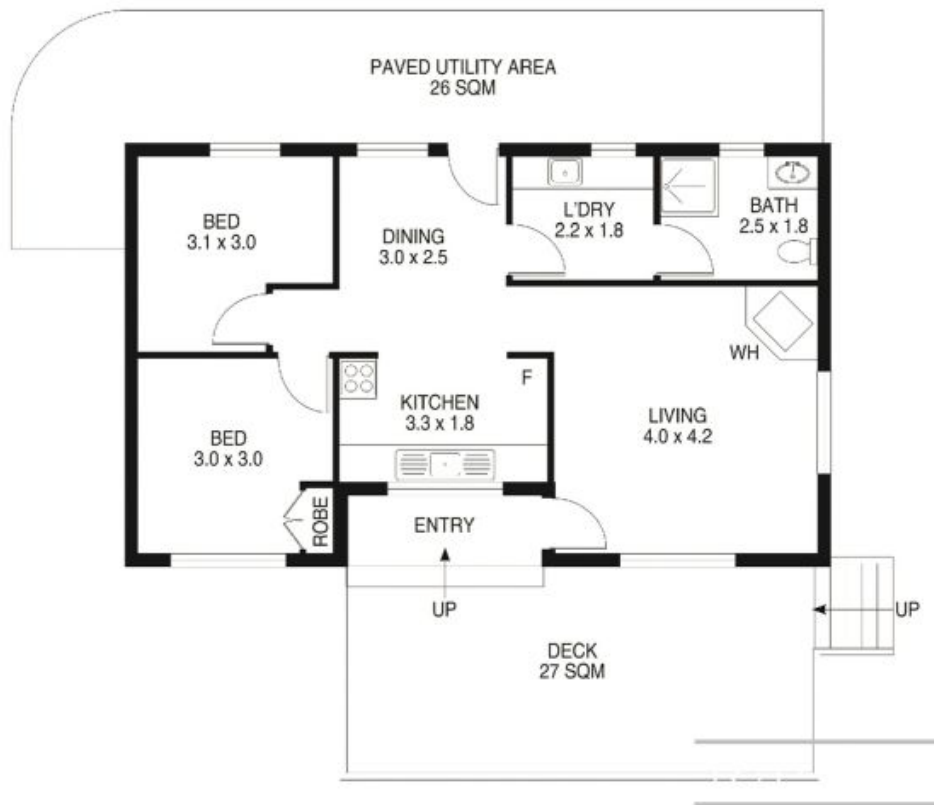 PAVED UTILITY AREA
26 SQM
BED
3.1 x 3.0
DINING
3.0 x 2.5
L'DRY
2.2 x 1.8
BATH
2.5 x 1.8
WH
F
KITCHEN
3.3 x 1.8
LIVING
4.0 x 4.2
BED
3.0 x 3.0
ROBE
ENTRY
UP
UP
DECK
27 SQM